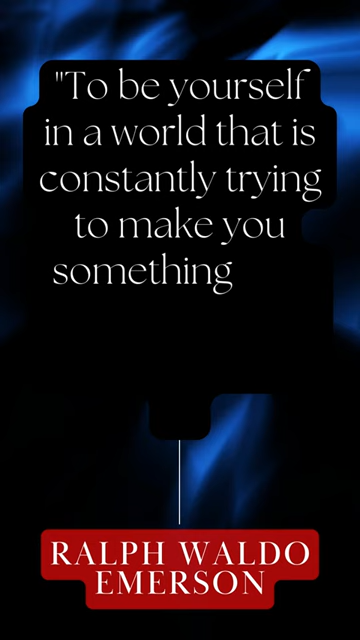 "To be yourself
in a world that is
constantly trying
to make you
something
RALPH WALDO
EMERSON